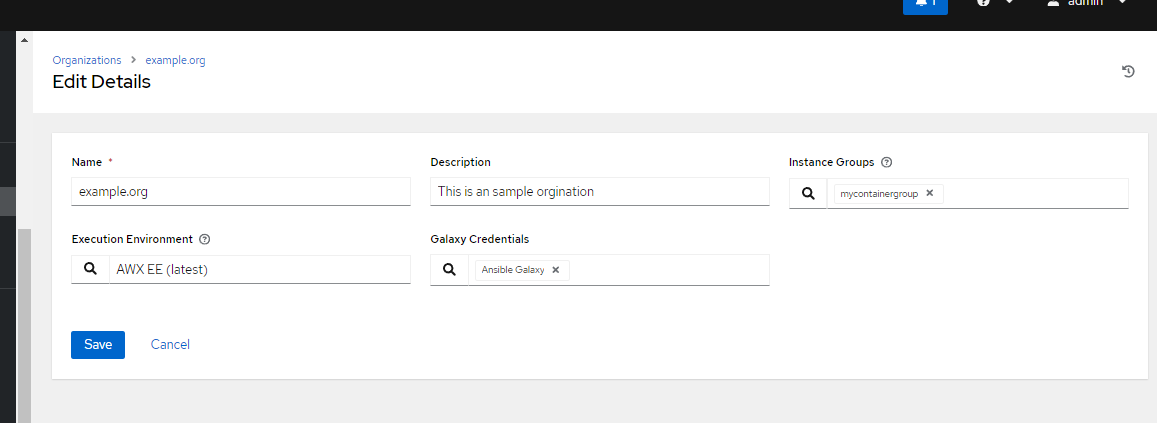 1 admin
Organizations > example.org
Edit Details
Name * Description Instance Groups
example.org This is an sample orgination mycontainergroup
Execution Environment Galaxy Credentials
AWX EE (latest) Ansible Galaxy
Save Cancel